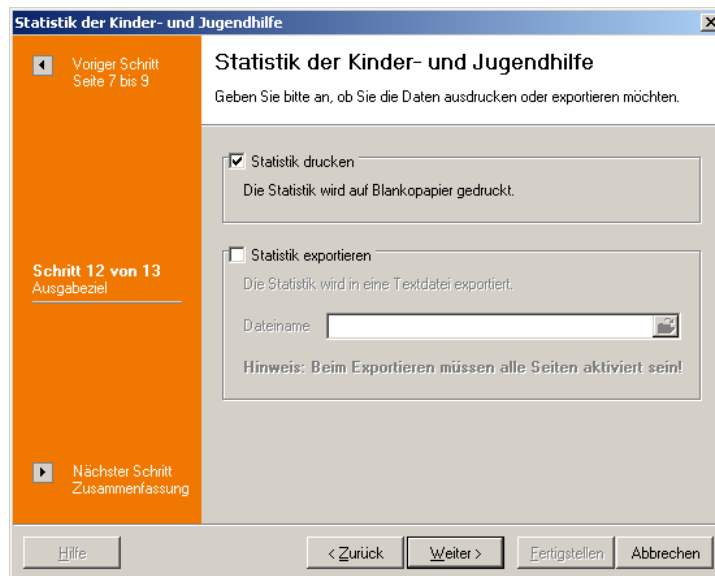 Statistik der Kinder- und Jugendhilfe
Voriger Schritt
Seite 7 bis 9
Statistik der Kinder- und Jugendhilfe
Geben Sie bitte an, ob Sie die Daten ausdrucken oder exportieren möchten.
Statistik drucken
Die Statistik wird auf Blankopapier gedruckt.
Schritt 12 von 13
Ausgabeziel
Statistik exportieren
Die Statistik wird in eine Textdatei exportiert.
Dateiname
Hinweis: Beim Exportieren müssen alle Seiten aktiviert sein!
Nächster Schritt
Zusammenfassung
Hilfe
< Zurück
Weiter >
Fertigstellen
Abbrechen